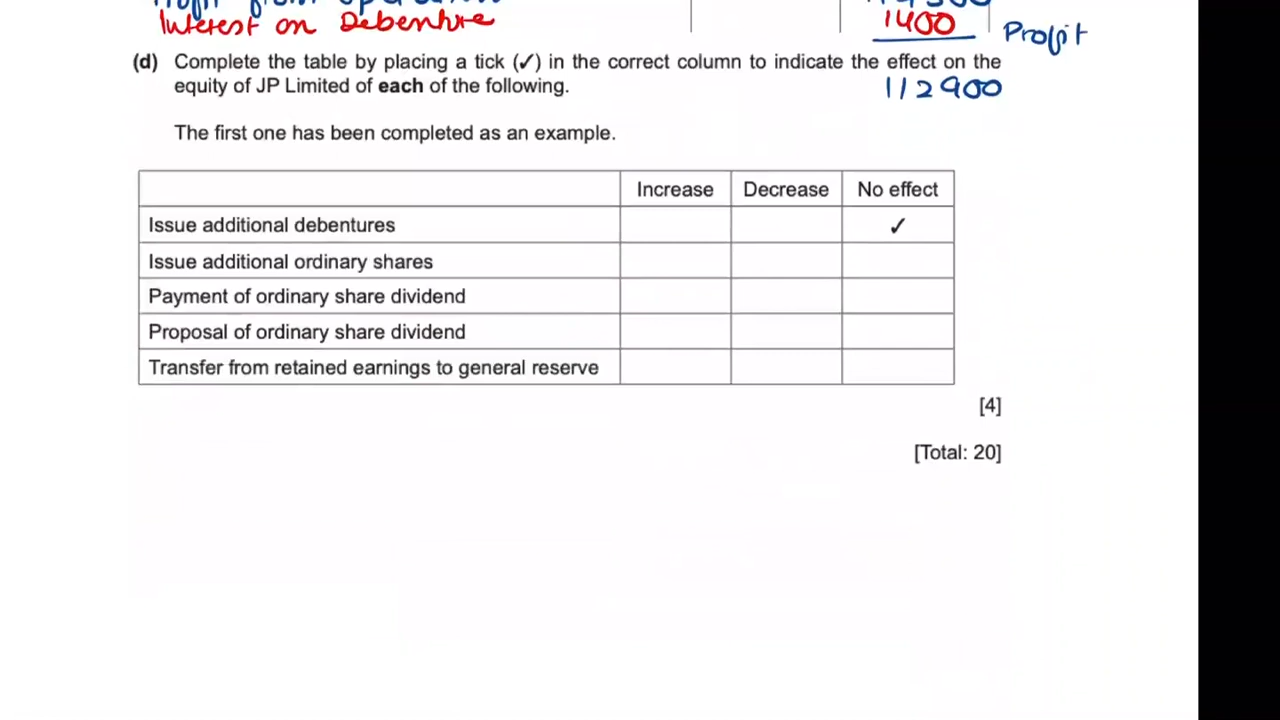 Interest on Debenture
1400
Profit
(d) Complete the table by placing a tick (✓) in the correct column to indicate the effect on the
equity of JP Limited of each of the following.
112900
The first one has been completed as an example.
Increase Decrease No effect
Issue additional debentures ✓
Issue additional ordinary shares
Payment of ordinary share dividend
Proposal of ordinary share dividend
Transfer from retained earnings to general reserve
[4]
[Total: 20]